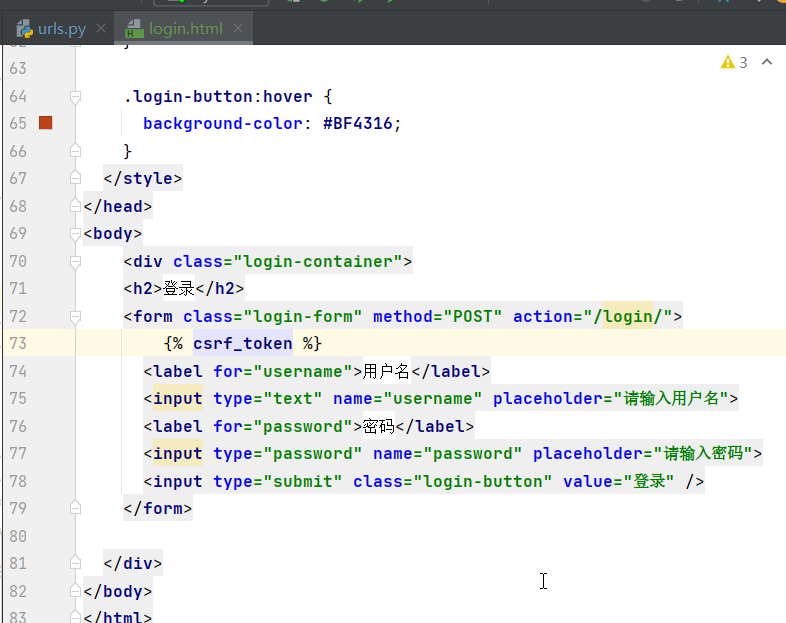 urls.py
login.html
3
63
64 .login-button:hover {
65 background-color: #BF4316;
66 }
67 </style>
68 </head>
69 <body>
70 <div class="login-container">
71 <h2>登录</h2>
72 <form class="login-form" method="POST" action="/login/">
73 {% csrf_token %}
74 <label for="username">用户名</label>
75 <input type="text" name="username" placeholder="请输入用户名">
76 <label for="password">密码</label>
77 <input type="password" name="password" placeholder="请输入密码">
78 <input type="submit" class="login-button" value="登录" />
79 </form>
80
81 </div>
82 </body>
83 </html>